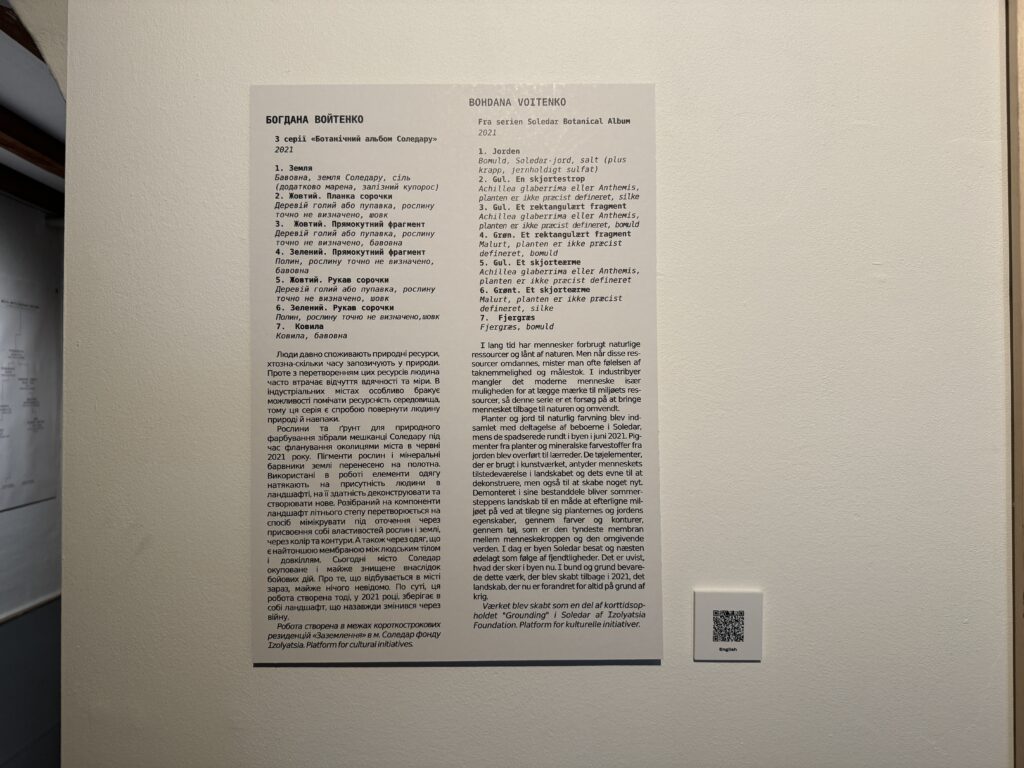 БОГДАНА ВОЙТЕНКО
З серії «Ботанічний альбом Соледару»
2021
1. Земля
Бавовна, земля Соледару, сіль
(додатково марена, залізний купорос)
2. Жовтий. Планка сорочки
Деревій голий або пупавка, рослину
точно не визначено, шовк
3. Жовтий. Прямокутний фрагмент
Деревій голий або пупавка, рослину
точно не визначено, бавовна
4. Зелений. Прямокутний фрагмент
Полин, рослину точно не визначено,
бавовна
5. Жовтий. Рукав сорочки
Деревій голий або пупавка, рослину
точно не визначено, шовк
6. Зелений. Рукав сорочки
Полин, рослину точно не визначено,шовк
7. Ковила
Ковила, бавовна
Люди давно споживають природні ресурси,
хтозна-скільки часу запозичують у природи.
Проте з перетворенням цих ресурсів людина
часто втрачає відчуття вдячності та міри. В
індустріальних містах особливо бракує
можливості помічати ресурсність середовища,
тому ця серія є спробою повернути людину
природі й навпаки.
Рослини та ґрунт для природного
фарбування зібрали мешканці Соледару під
час фланування околицями міста в червні
2021 року. Пігменти рослин і мінеральні
барвники землі перенесено на полотна.
Використані в роботі елементи одягу
натякають на присутність людини в
ландшафті, на її здатність деконструювати та
створювати нове. Розібраний на компоненти
ландшафт літнього степу перетворюється на
спосіб мімікрувати під оточення через
присвоєння собі властивостей рослин і землі,
через колір та контури. А також через одяг, що
є найтоншою мембраною між людським тілом
і довкіллям. Сьогодні місто Соледар
окуповане і майже знищене внаслідок
бойових дій. Про те, що відбувається в місті
зараз, майже нічого невідомо. По суті, ця
робота створена тоді, у 2021 році, зберігає в
собі ландшафт, що назавжди змінився через
війну.
Робота створена в межах короткострокових
резиденцій «Заземлення» в м. Соледар фонду
Izolyatsia. Platform for cultural initiatives.
BOHDANA VOITENKO
Fra serien Soledar Botanical Album
2021
1. Jorden
Bomuld, Soledar-jord, salt (plus
krapp, jernholdigt sulfat)
2. Gul. En skjortestrop
Achillea glaberrima eller Anthemis,
planten er ikke præcist defineret, silke
3. Gul. Et rektangulært fragment
Achillea glaberrima eller Anthemis,
planten er ikke præcist defineret, bomuld
4. Grøn. Et rektangulært fragment
Malurt, planten er ikke præcist
defineret, bomuld
5. Gul. Et skjorteærme
Achillea glaberrima eller Anthemis,
planten er ikke præcist defineret
6. Grønt. Et skjorteærme
Malurt, planten er ikke præcist
defineret, silke
7. Fjergræs
Fjergræs, bomuld
I lang tid har mennesker forbrugt naturlige
ressourcer og lånt af naturen. Men når disse res-
sourcer omdannes, mister man ofte følelsen af
taknemmelighed og målestok. I industribyer
mangler det moderne menneske især
muligheden for at lægge mærke til miljøets res-
sourcer, så denne serie er et forsøg på at bringe
mennesket tilbage til naturen og omvendt.
Planter og jord til naturlig farvning blev ind-
samlet med deltagelse af beboerne i Soledar,
mens de spadserede rundt i byen i juni 2021. Pig-
menter fra planter og mineralske farvestoffer fra
jorden blev overført til lærreder. De tøjelementer,
der er brugt i kunstværket, antyder menneskets
tilstedeværelse i landskabet og dets evne til at
dekonstruere, men også til at skabe noget nyt.
Demonteret i sine bestanddele bliver sommer-
steppens landskab til en måde at efterligne mil-
jøet på ved at tilegne sig planternes og jordens
egenskaber, gennem farver og konturer,
gennem tøj, som er den tyndeste membran
mellem menneskekroppen og den omgivende
verden. I dag er byen Soledar besat og næsten
ødelagt som følge af fjendtligheder. Det er uvist,
hvad der sker i byen nu. I bund og grund bevare-
de dette værk, der blev skabt tilbage i 2021, det
landskab, der nu er forandret for altid på grund af
krig.
Værket blev skabt som en del af korttidsop-
holdet "Grounding" i Soledar af Izolyatsia
Foundation. Platform for kulturelle initiativer.
English